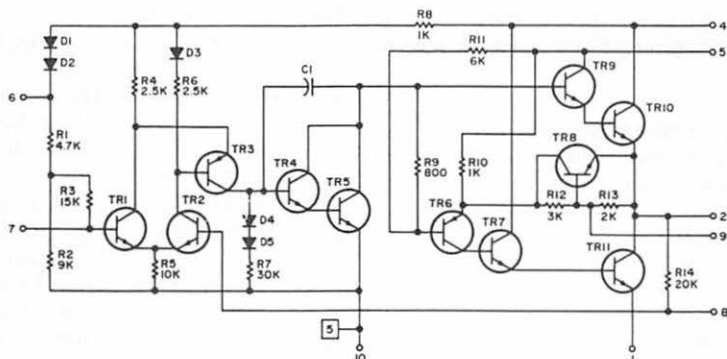 R8
1K
4
D1
D2
D3
R11
6K
5
R4
2.5K
R6
2.5K
C1
TR9
TR10
6
TR3
TR8
R1
4.7K
TR4
TR5
R9
800
R10
1K
R12
3K
R13
2K
R3
15K
TR1
TR2
D4
D5
TR6
TR7
2
7
9
TR11
R2
9K
R5
10K
R7
30K
R14
20K
8
5
10
1